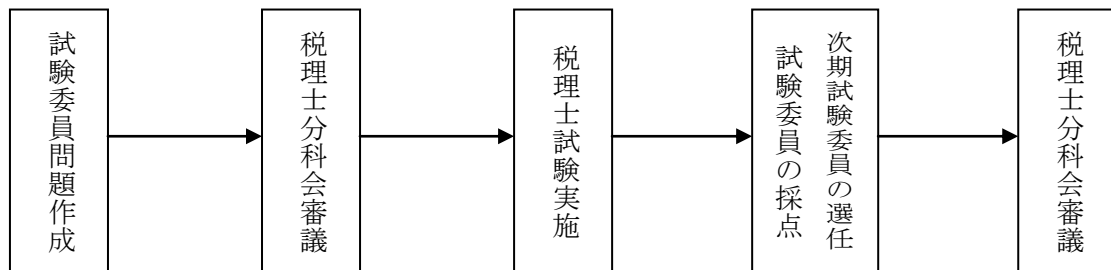 試験委員問題作成
税理士分科会審議
税理士試験実施
次期試験委員の選任
試験委員の採点
税理士分科会審議